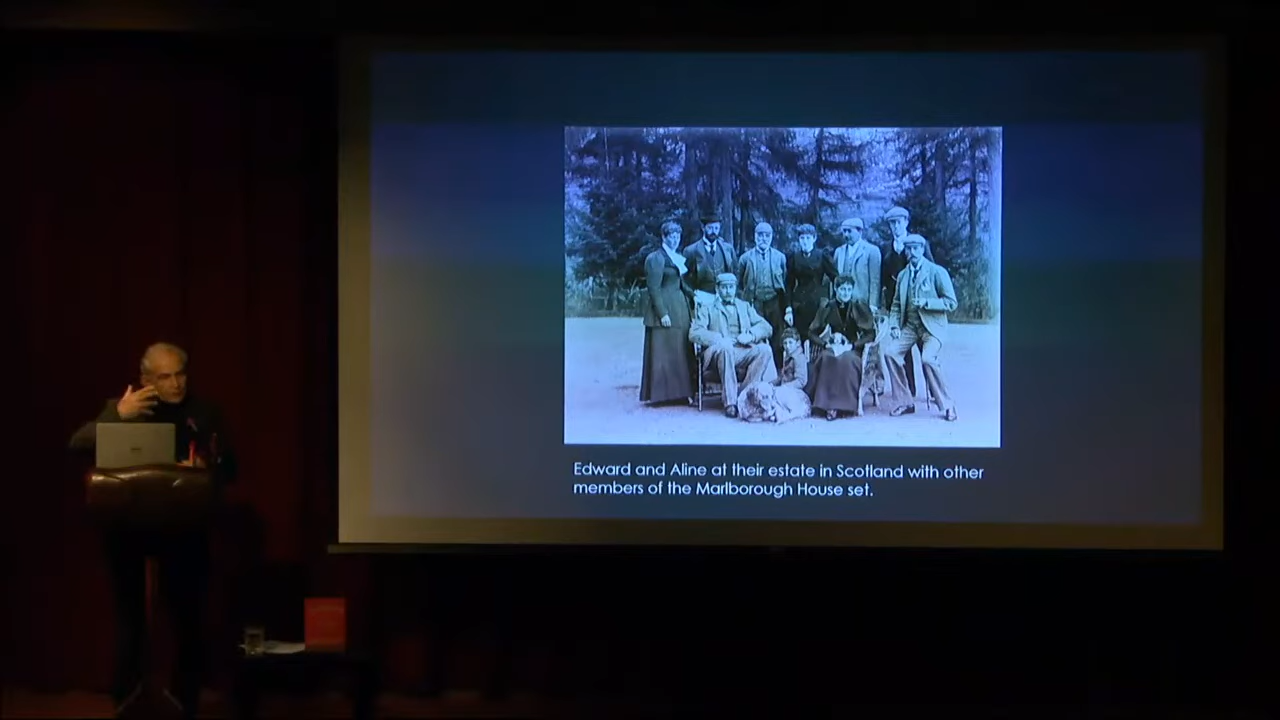 Edward and Aline at their estate in Scotland with other
members of the Marlborough House set.